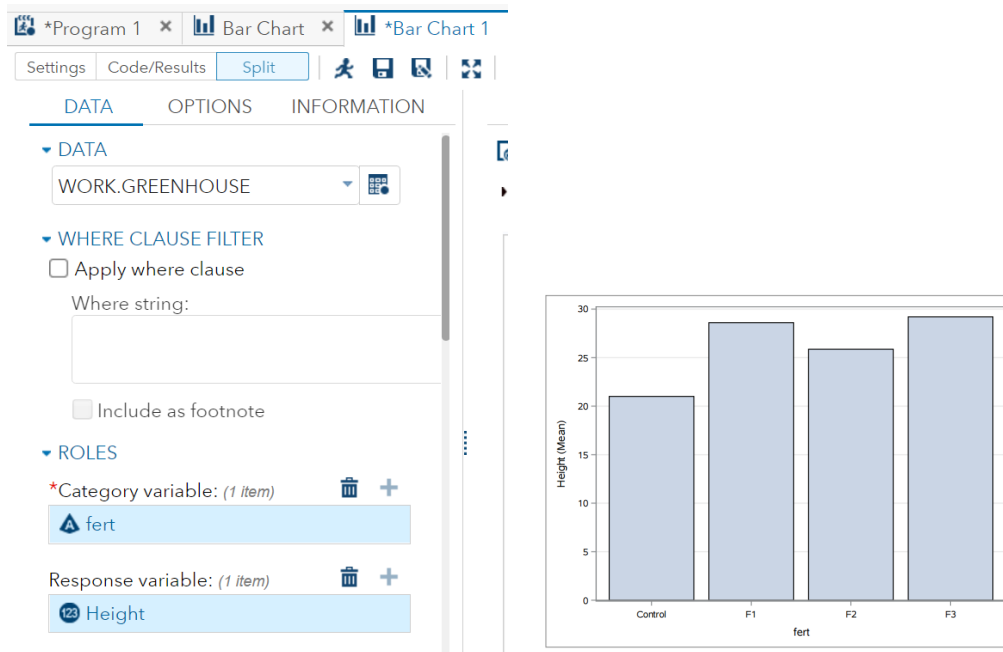 *Program 1 × Bar Chart × *Bar Chart 1
Settings Code/Results Split
DATA OPTIONS INFORMATION
DATA
WORK.GREENHOUSE
WHERE CLAUSE FILTER
Apply where clause
Where string:
Include as footnote
ROLES
*Category variable: (1 item)
fert
Response variable: (1 item)
123 Height
30
25
20
15
10
5
0
Height (Mean)
Control F1 F2 F3
fert